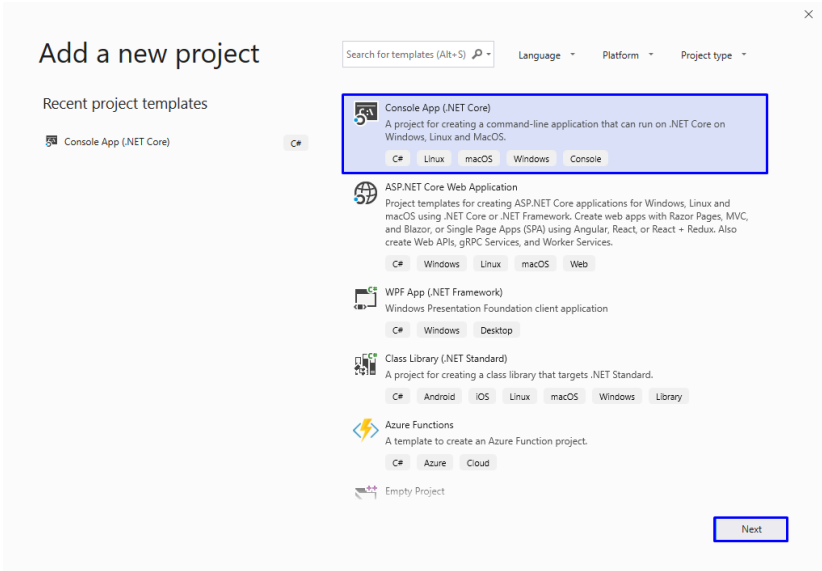 Add a new project
Search for templates (Alt+S)
Language
Platform
Project type
Recent project templates
Console App (.NET Core)
C#
Console App (.NET Core)
A project for creating a command-line application that can run on .NET Core on
Windows, Linux and MacOS.
C# Linux macOS Windows Console
ASP.NET Core Web Application
Project templates for creating ASP.NET Core applications for Windows, Linux and
macOS using .NET Core or .NET Framework. Create web apps with Razor Pages, MVC,
and Blazor, or Single Page Apps (SPA) using Angular, React, or React + Redux. Also
create Web APIs, gRPC Services, and Worker Services.
C# Windows Linux macOS Web
WPF App (.NET Framework)
Windows Presentation Foundation client application
C# Windows Desktop
Class Library (.NET Standard)
A project for creating a class library that targets .NET Standard.
C# Android iOS Linux macOS Windows Library
Azure Functions
A template to create an Azure Function project.
C# Azure Cloud
Empty Project
Next